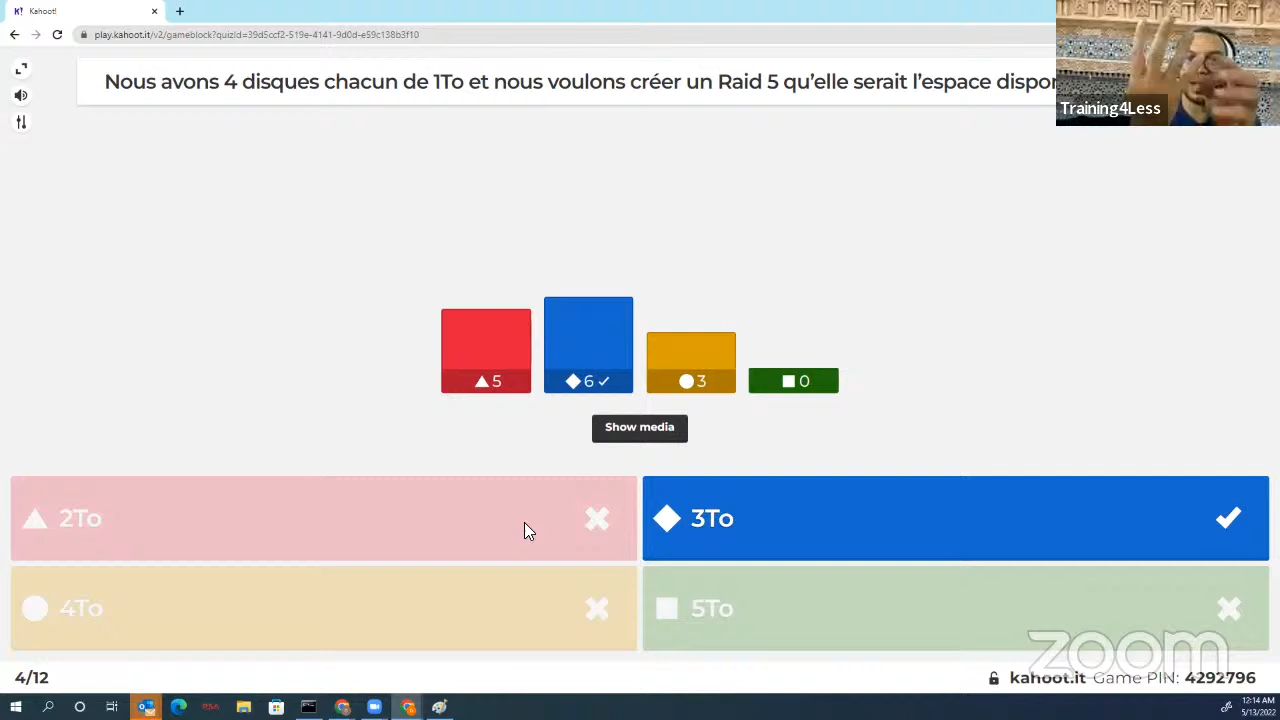 Kahoot!
play.kahoot.it/v2/gameblock?quizId=39d5ccf2-519e-4141-9d0d-e59c138b3f10
Nous avons 4 disques chacun de 1To et nous voulons créer un Raid 5 qu'elle serait l'espace dispo
Training4Less
5
6
3
0
Show media
2To
3To
4To
5To
zoom
4/12
kahoot.it Game PIN: 4292796
RSA
12:14 AM
5/13/2022